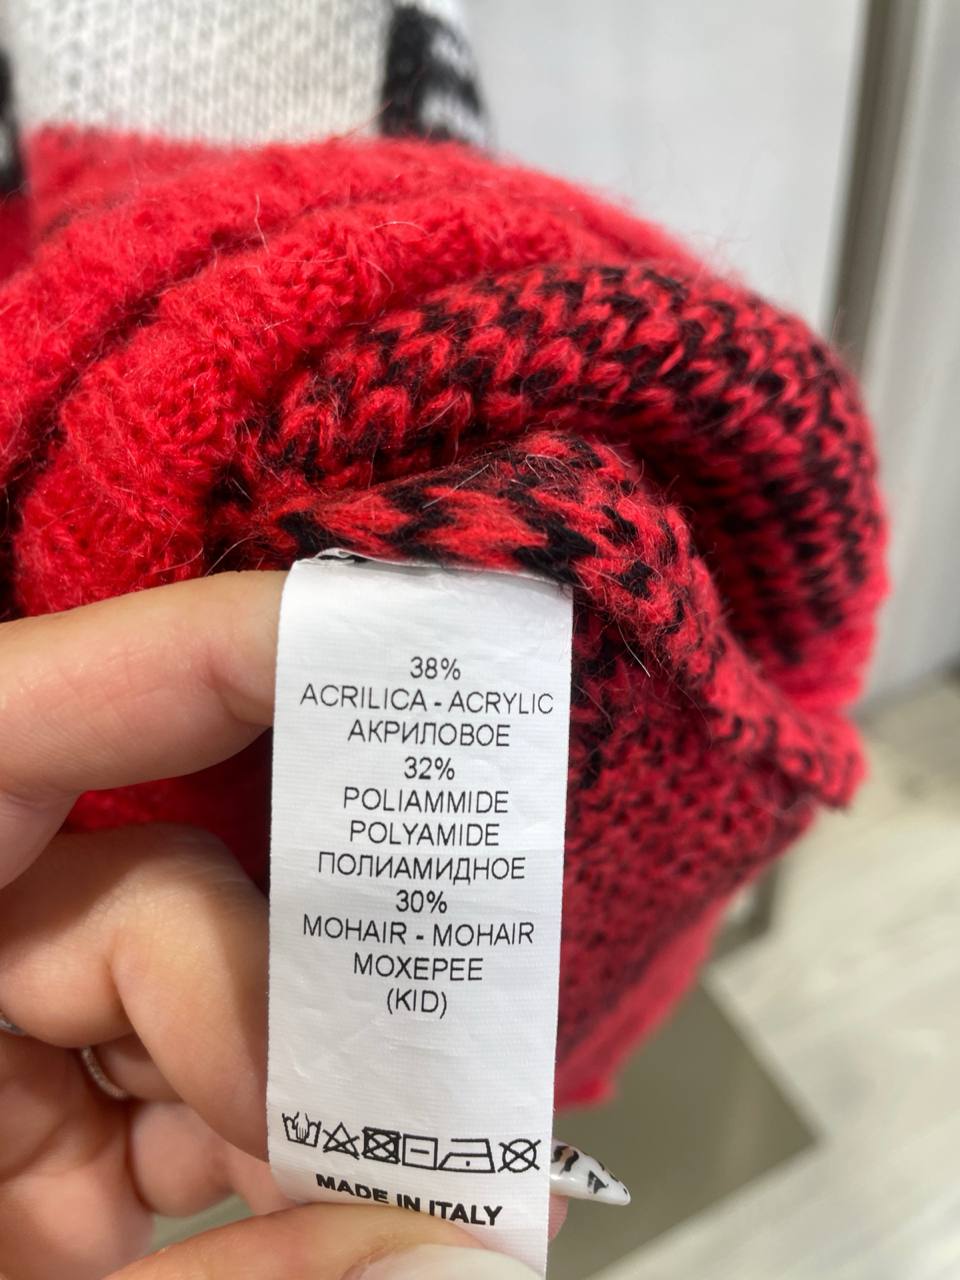 38%
ACRILICA - ACRYLIC
АКРИЛОВОЕ
32%
POLIAMMIDE
POLYAMIDE
ПОЛИАМИДНОЕ
30%
MOHAIR - MOHAIR
МОХЕРЕЕ
(KID)
MADE IN ITALY